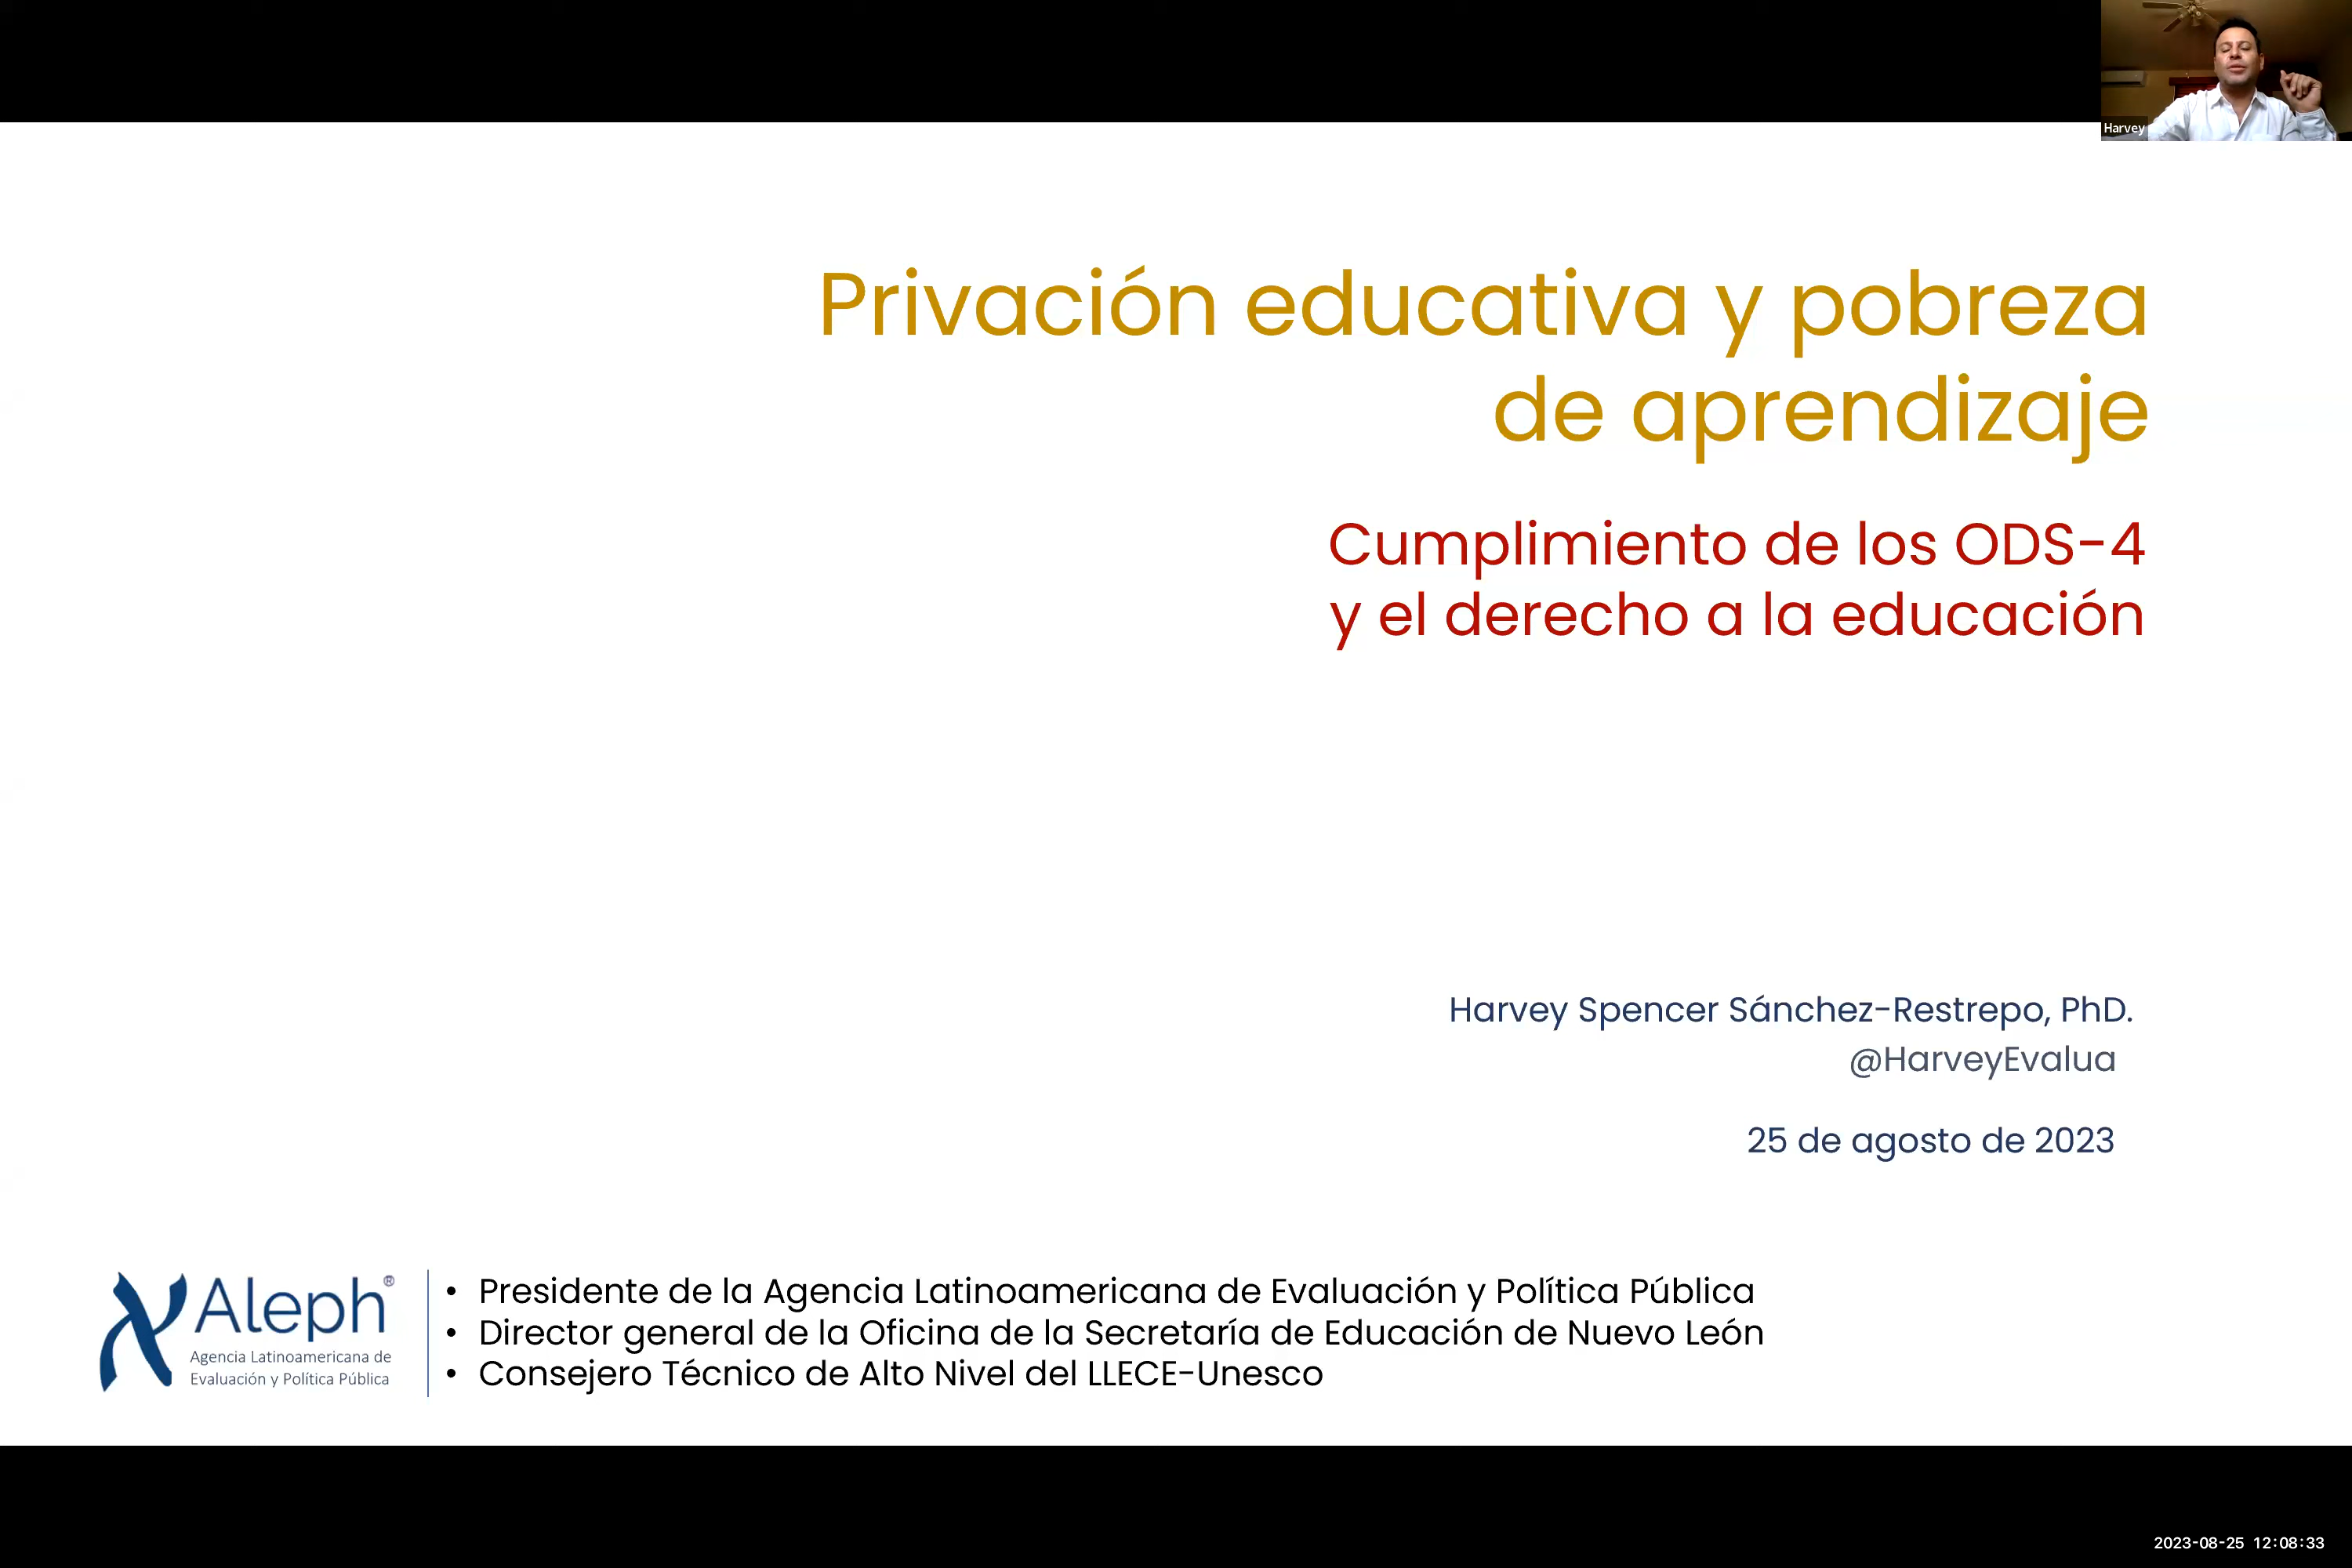 Harvey
Privación educativa y pobreza
de aprendizaje
Cumplimiento de los ODS-4
y el derecho a la educación
Harvey Spencer Sánchez-Restrepo, PhD.
@HarveyEvalua
25 de agosto de 2023
Aleph®
Agencia Latinoamericana de
Evaluación y Política Pública
• Presidente de la Agencia Latinoamericana de Evaluación y Política Pública
• Director general de la Oficina de la Secretaría de Educación de Nuevo León
• Consejero Técnico de Alto Nivel del LLECE-Unesco
2023-08-25 12:08:33